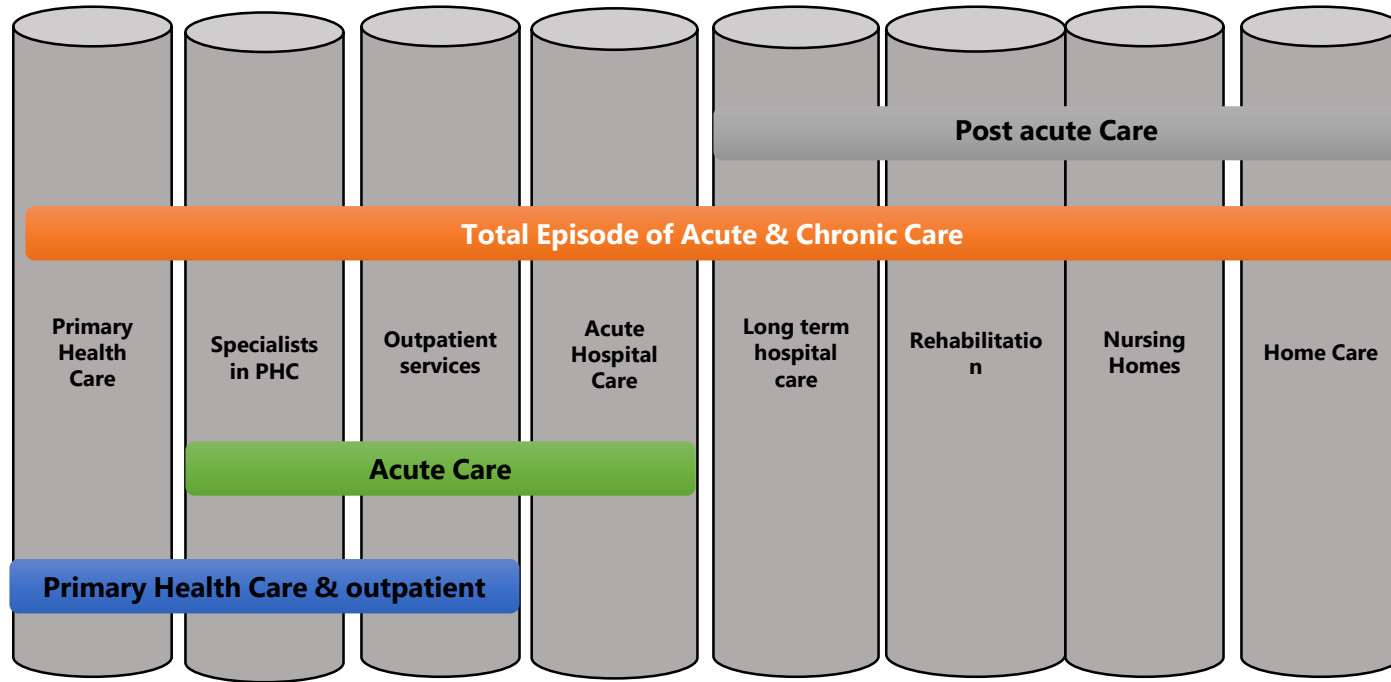 Post acute Care
Total Episode of Acute & Chronic Care
Primary
Health
Care
Specialists
in PHC
Outpatient
services
Acute
Hospital
Care
Long term
hospital
care
Rehabilitatio
n
Nursing
Homes
Home Care
Acute Care
Primary Health Care & outpatient